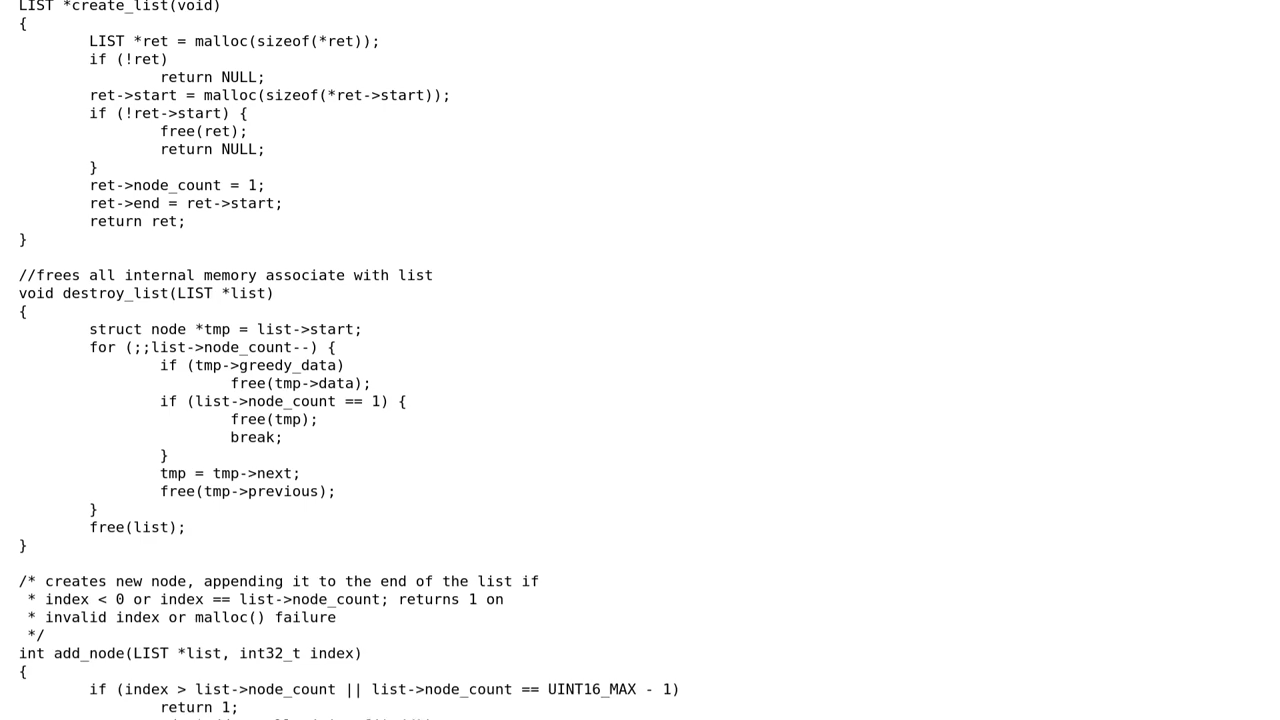 LIST *create_list(void)
{
        LIST *ret = malloc(sizeof(*ret));
        if (!ret)
                return NULL;
        ret->start = malloc(sizeof(*ret->start));
        if (!ret->start) {
                free(ret);
                return NULL;
        }
        ret->node_count = 1;
        ret->end = ret->start;
        return ret;
}

//frees all internal memory associate with list
void destroy_list(LIST *list)
{
        struct node *tmp = list->start;
        for (;;list->node_count--) {
                if (tmp->greedy_data)
                        free(tmp->data);
                if (list->node_count == 1) {
                        free(tmp);
                        break;
                }
                tmp = tmp->next;
                free(tmp->previous);
        }
        free(list);
}

/* creates new node, appending it to the end of the list if
 * index < 0 or index == list->node_count; returns 1 on
 * invalid index or malloc() failure
 */
int add_node(LIST *list, int32_t index)
{
        if (index > list->node_count || list->node_count == UINT16_MAX - 1)
                return 1;